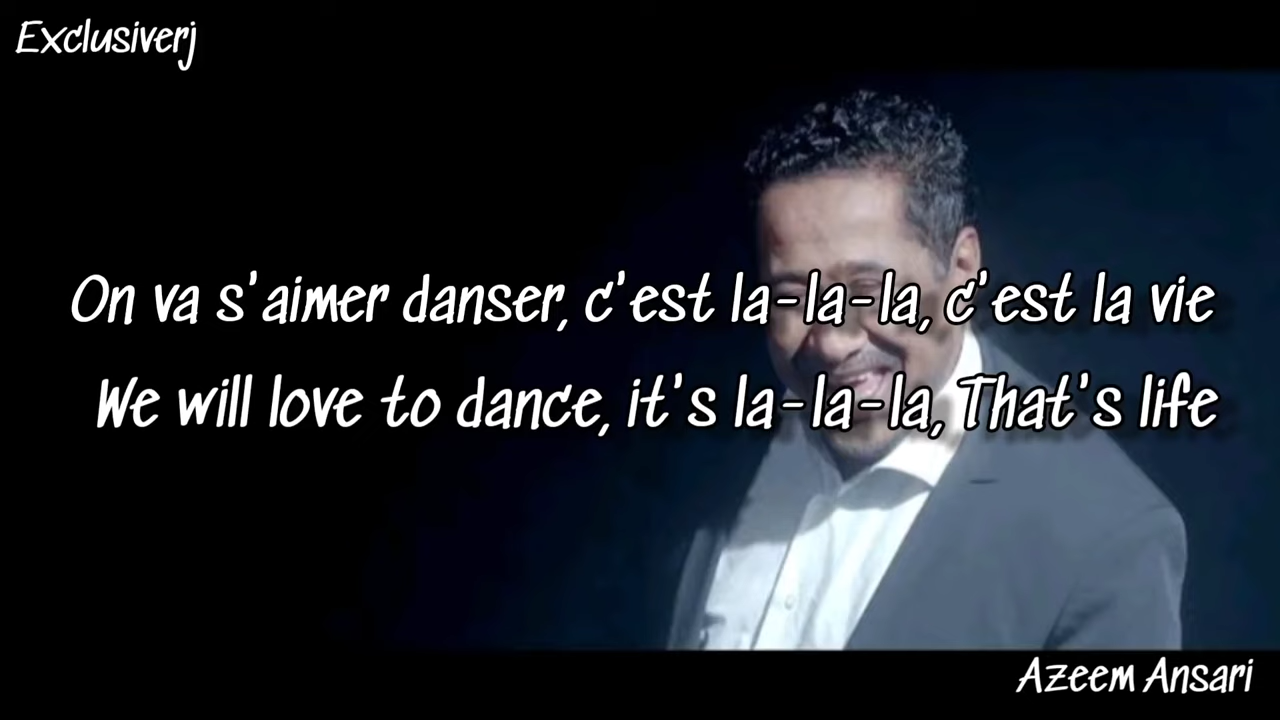 Exclusiverj
On va s'aimer danser, c'est la-la-la, c'est la vie
We will love to dance, it's la-la-la, That's life
Azeem Ansari